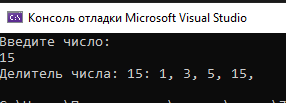 Консоль отладки Microsoft Visual Studio
Введите число:
15
Делитель числа: 15: 1, 3, 5, 15,